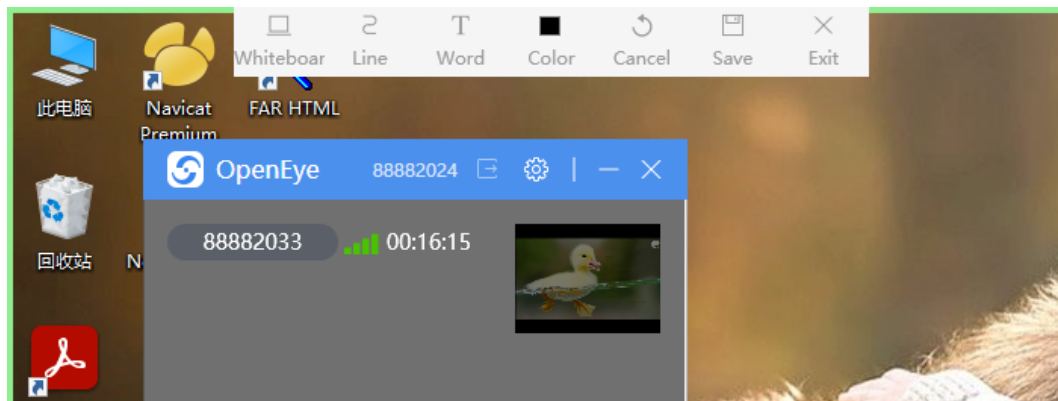 Whiteboar Line Word Color Cancel Save Exit
此电脑 Navicat Premium FAR HTML
OpenEye 88882024
88882033 00:16:15
回收站